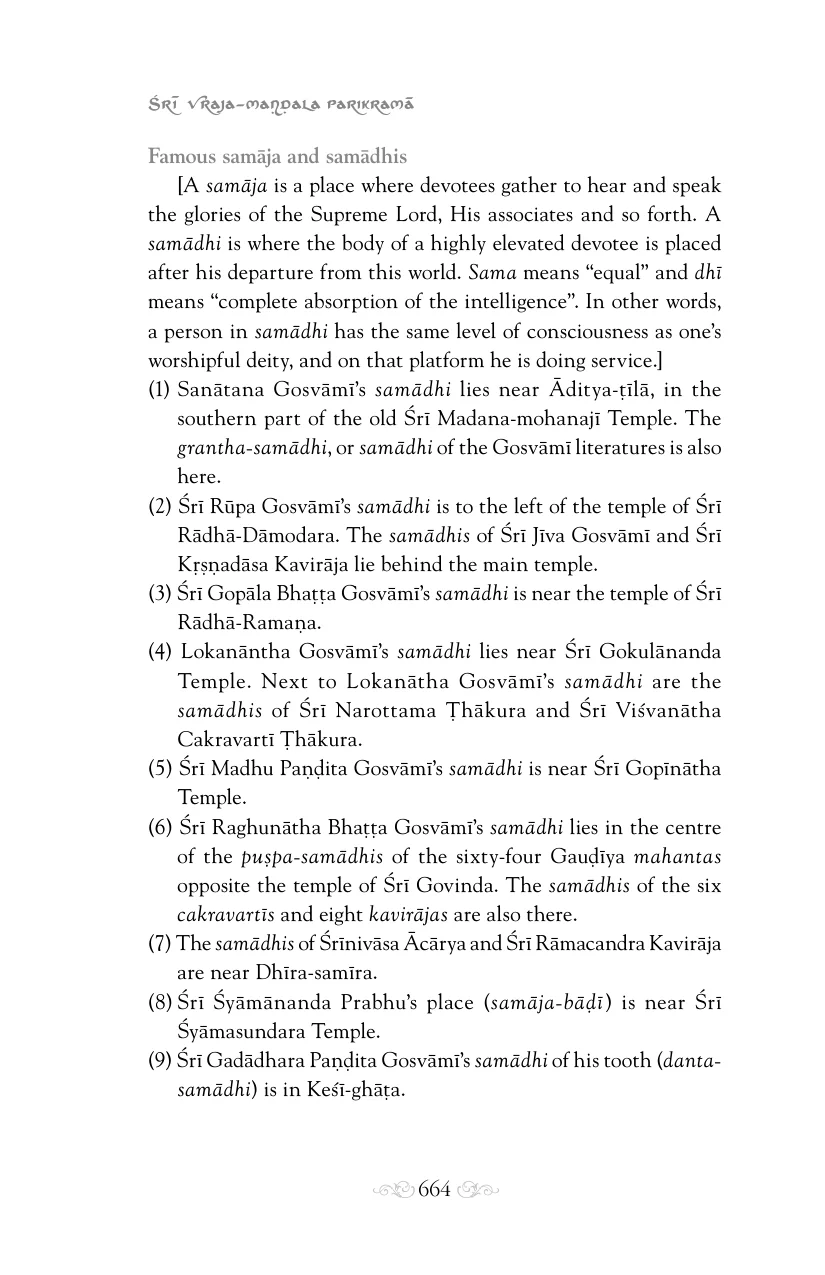 Śrī Vraja-maṇḍala Parikramā
Famous samāja and samādhis
[A samāja is a place where devotees gather to hear and speak
the glories of the Supreme Lord, His associates and so forth. A
samādhi is where the body of a highly elevated devotee is placed
after his departure from this world. Sama means “equal” and dhī
means “complete absorption of the intelligence”. In other words,
a person in samādhi has the same level of consciousness as one’s
worshipful deity, and on that platform he is doing service.]
(1) Sanātana Gosvāmī’s samādhi lies near Āditya-ṭīlā, in the
southern part of the old Śrī Madana-mohanajī Temple. The
grantha-samādhi, or samādhi of the Gosvāmī literatures is also
here.
(2) Śrī Rūpa Gosvāmī’s samādhi is to the left of the temple of Śrī
Rādhā-Dāmodara. The samādhis of Śrī Jīva Gosvāmī and Śrī
Kṛṣṇadāsa Kavirāja lie behind the main temple.
(3) Śrī Gopāla Bhaṭṭa Gosvāmī’s samādhi is near the temple of Śrī
Rādhā-Ramaṇa.
(4) Lokanāntha Gosvāmī’s samādhi lies near Śrī Gokulānanda
Temple. Next to Lokanātha Gosvāmī’s samādhi are the
samādhis of Śrī Narottama Ṭhākura and Śrī Viśvanātha
Cakravartī Ṭhākura.
(5) Śrī Madhu Paṇḍita Gosvāmī’s samādhi is near Śrī Gopīnātha
Temple.
(6) Śrī Raghunātha Bhaṭṭa Gosvāmī’s samādhi lies in the centre
of the puṣpa-samādhis of the sixty-four Gauḍīya mahantas
opposite the temple of Śrī Govinda. The samādhis of the six
cakravartīs and eight kavirājas are also there.
(7) The samādhis of Śrīnivāsa Ācārya and Śrī Rāmacandra Kavirāja
are near Dhīra-samīra.
(8) Śrī Śyāmānanda Prabhu’s place (samāja-bāḍī) is near Śrī
Śyāmasundara Temple.
(9) Śrī Gadādhara Paṇḍita Gosvāmī’s samādhi of his tooth (danta-
samādhi) is in Keśī-ghāṭa.
664